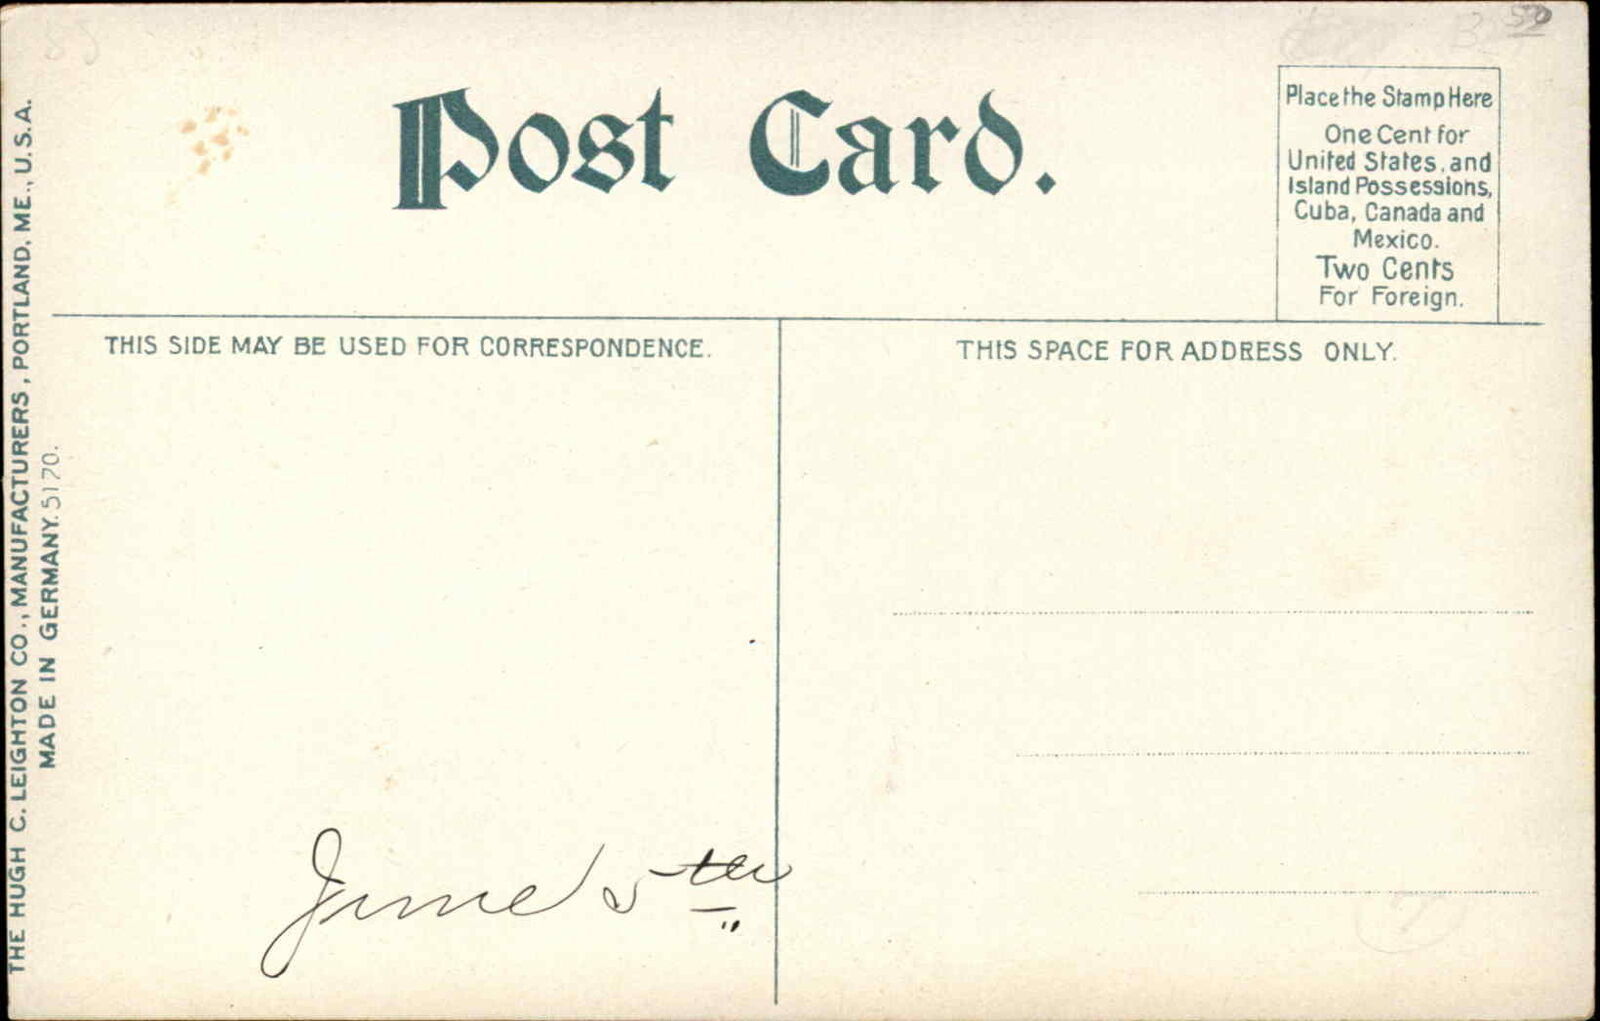 Post Card.
Place the Stamp Here
One Cent for
United States, and
Island Possessions,
Cuba, Canada and
Mexico.
Two Cents
For Foreign.
THIS SIDE MAY BE USED FOR CORRESPONDENCE.
THIS SPACE FOR ADDRESS ONLY.
THE HUGH C. LEIGHTON CO., MANUFACTURERS, PORTLAND, ME., U.S.A.
MADE IN GERMANY. 5170.
June 5th
50